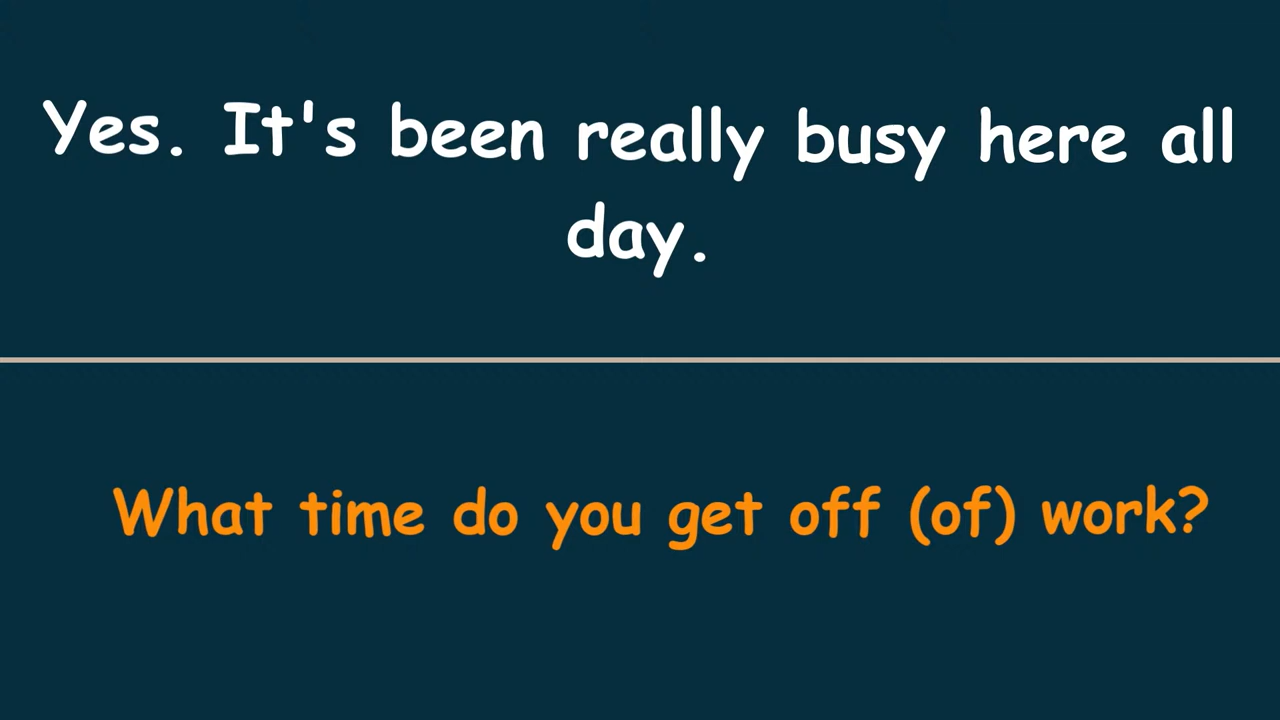 Yes. It's been really busy here all
day.
What time do you get off (of) work?